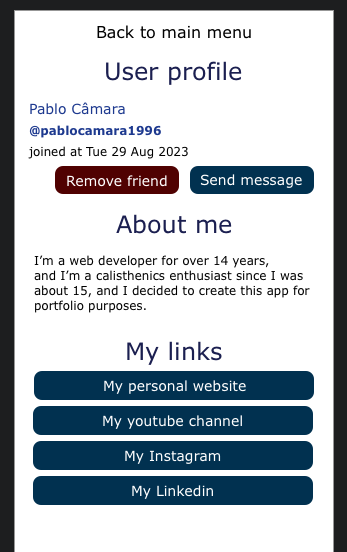 Back to main menu
User profile
Pablo Câmara
@pablocamara1996
joined at Tue 29 Aug 2023
Remove friend
Send message
About me
I’m a web developer for over 14 years,
and I’m a calisthenics enthusiast since I was
about 15, and I decided to create this app for
portfolio purposes.
My links
My personal website
My youtube channel
My Instagram
My Linkedin